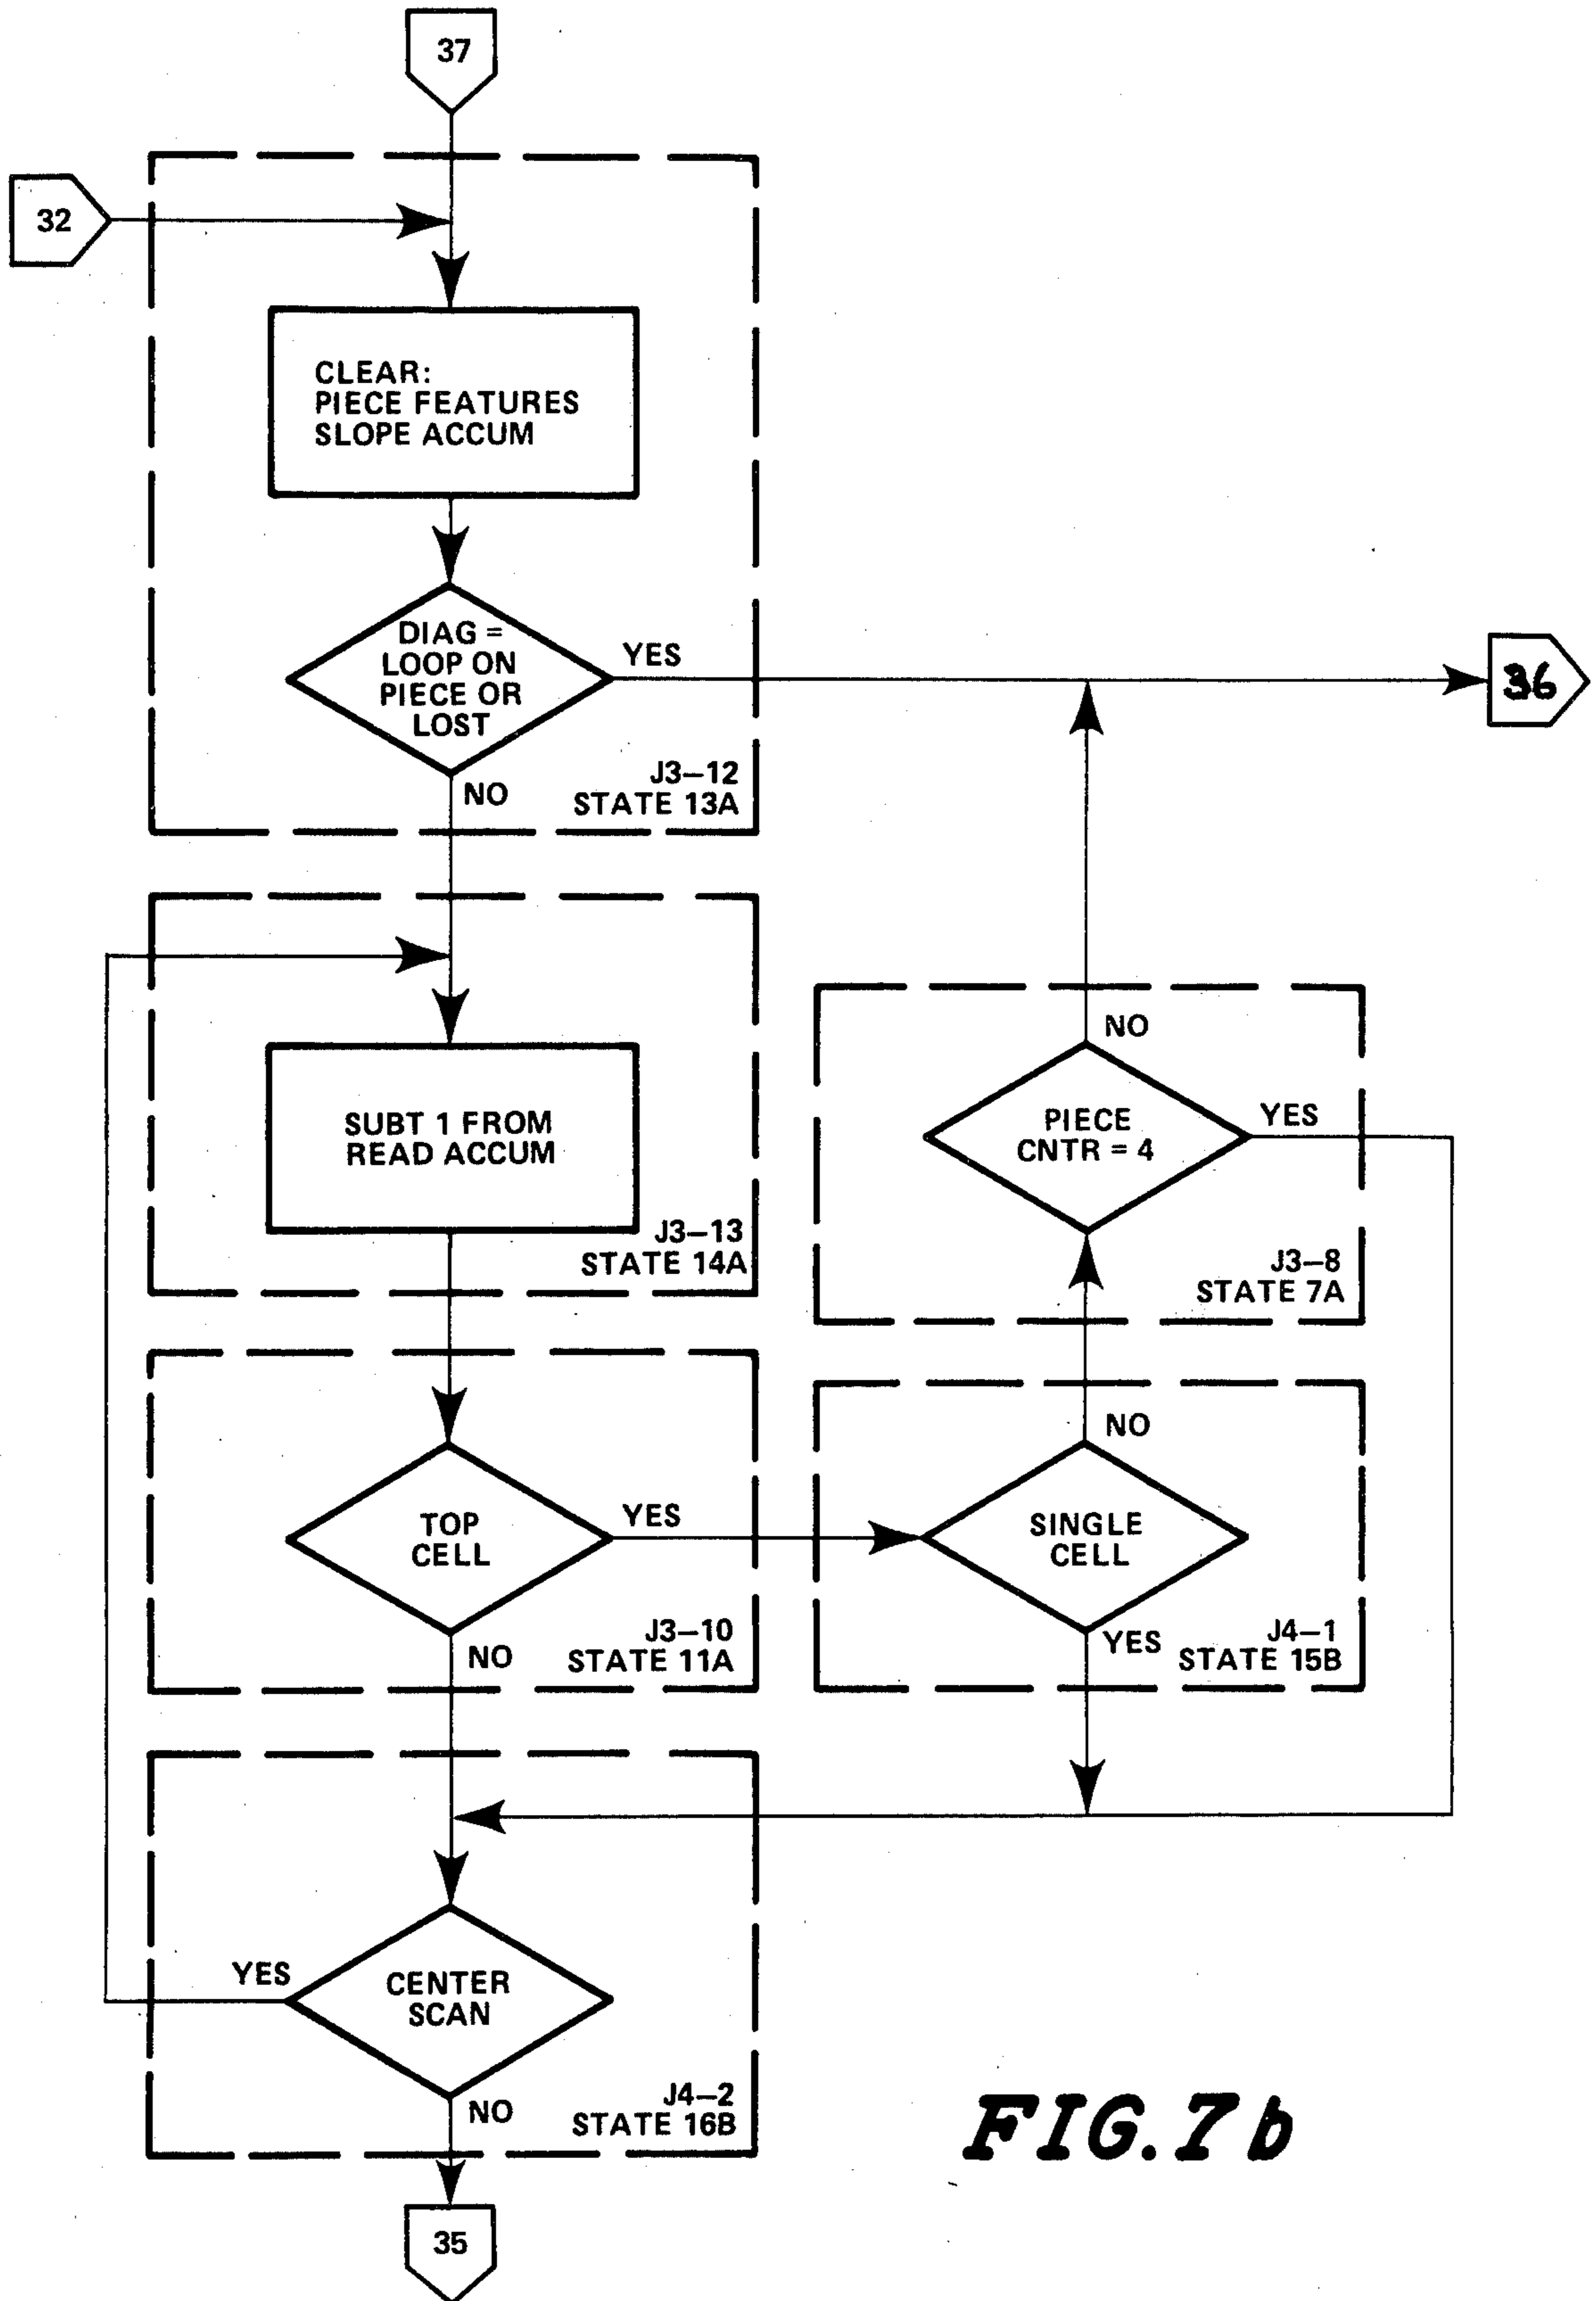 37
32
CLEAR:
PIECE FEATURES
SLOPE ACCUM
DIAG =
LOOP ON
PIECE OR
LOST
YES
36
NO
J3–12
STATE 13A
SUBT 1 FROM
READ ACCUM
J3–13
STATE 14A
NO
PIECE
CNTR = 4
YES
J3–8
STATE 7A
TOP
CELL
YES
NO
J3–10
STATE 11A
NO
SINGLE
CELL
YES
J4–1
STATE 15B
YES
CENTER
SCAN
NO
J4–2
STATE 16B
35
FIG. 7b